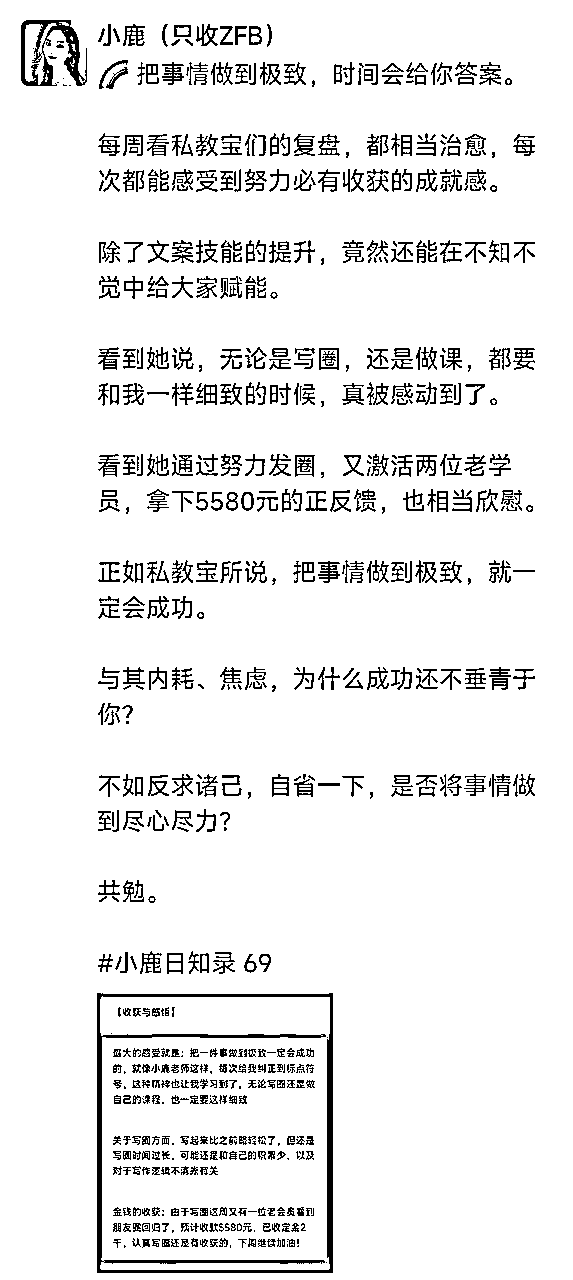 小鹿（只收ZFB）
把事情做到极致，时间会给你答案。
每周看私教宝们的复盘，都相当治愈，每
次都能感受到努力必有收获的成就感。
除了文案技能的提升，竟然还能在不知不
觉中给大家赋能。
看到她说，无论是写圈，还是做课，都要
和我一样细致的时候，真被感动到了。
看到她通过努力发圈，又激活两位老学
员，拿下5580元的正反馈，也相当欣慰。
正如私教宝所说，把事情做到极致，就一
定会成功。
与其内耗、焦虑，为什么成功还不垂青于
你？
不如反求诸己，自省一下，是否将事情做
到尽心尽力？
共勉。
#小鹿日知录 69
【收获与感悟】
最大的感受就是：把一件事做到极致一定会成功
的，就像小鹿老师这样，每次给我纠正到标点符
号，这种精神也让我学习到了，无论写圈还是做
自己的课程，也一定要这样细致
关于写圈方面，写起来比之前略轻松了，但还是
写圈时间过长，可能还是和自己的积累少、以及
对于写作逻辑不清晰有关
金钱的收获：由于写圈这周又有一位老会员看到
朋友圈回归了，预计收款5580元，已收定金2
千，认真写圈还是有收获的，下周继续加油！